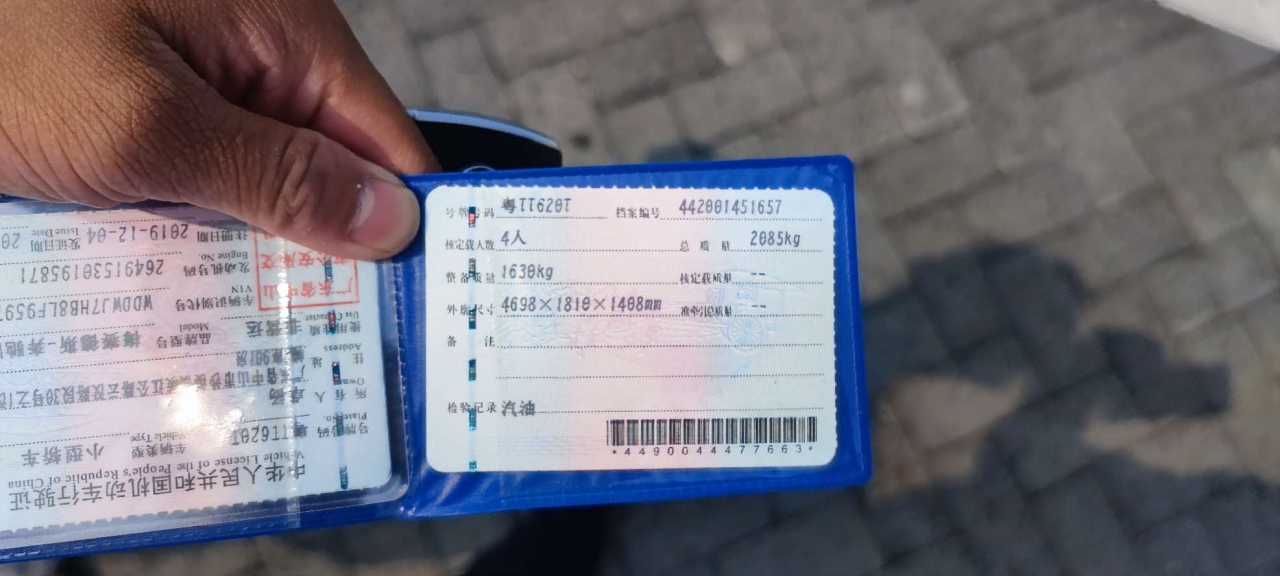 中华人民共和国机动车行驶证
Vehicle License of the People's Republic of China
号牌号码 粤TT620T 车辆类型 小型轿车
Plate No. Vehicle Type
所有人
Owner
住址
Address
使用性质 非营运 品牌型号 梅赛德斯-奔驰
Use Character Model
车辆识别代号
VIN
发动机号码 26491530195871
Engine No.
注册日期 2019-12-04 发证日期
Issue Date
号牌号码 粤TT620T 档案编号 442001451657
核定载人数 4人 总质量 2085kg
整备质量 1630kg 核定载质量 --
外廓尺寸 4698×1810×1408mm 准牵引总质量 --
备注
检验记录 汽油
*4490044477663*